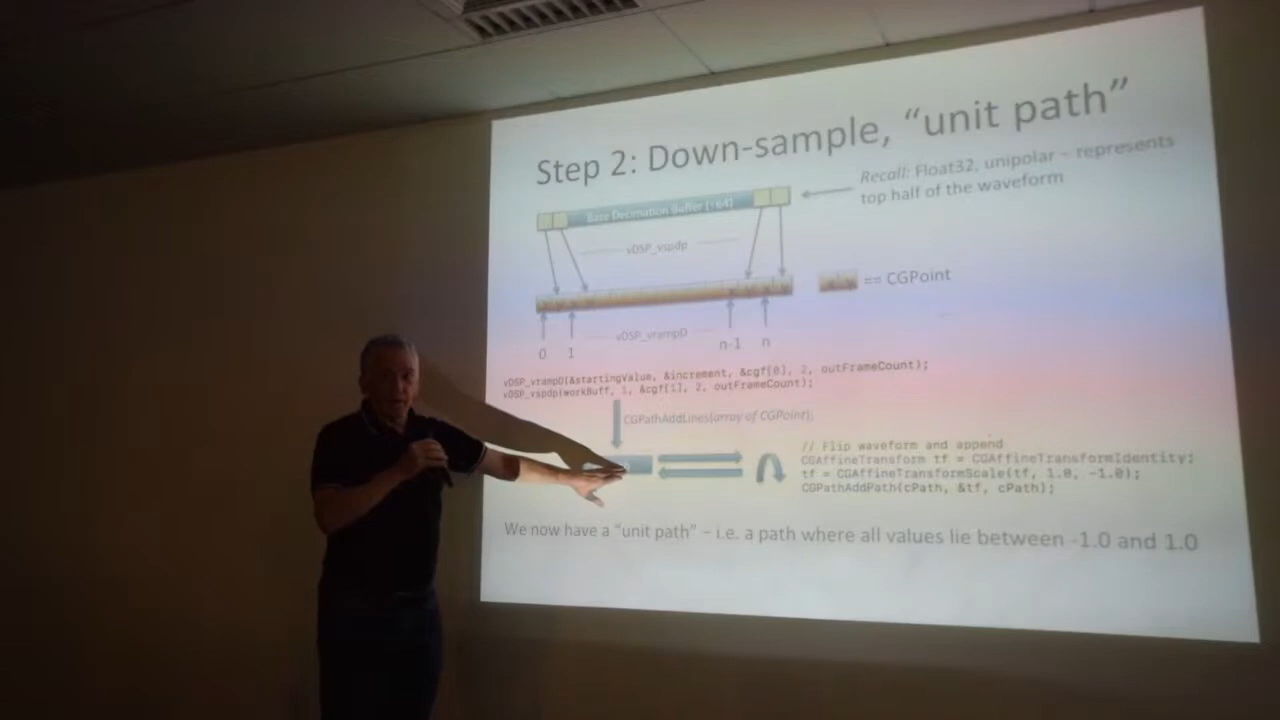 Step 2: Down-sample, “unit path”
Recall: Float32, unipolar – represents
top half of the waveform
Base Decimation Buffer [÷64]
vDSP_vspdp
== CGPoint
vDSP_vrampD
0 1 n-1 n
vDSP_vrampD(&startingValue, &increment, &cgf[0], 2, outFrameCount);
vDSP_vspdp(workBuff, 1, &cgf[1], 2, outFrameCount);
CGPathAddLines(array of CGPoint);
// Flip waveform and append
CGAffineTransform tf = CGAffineTransformIdentity;
tf = CGAffineTransformScale(tf, 1.0, -1.0);
CGPathAddPath(cPath, &tf, cPath);
We now have a “unit path” – i.e. a path where all values lie between -1.0 and 1.0